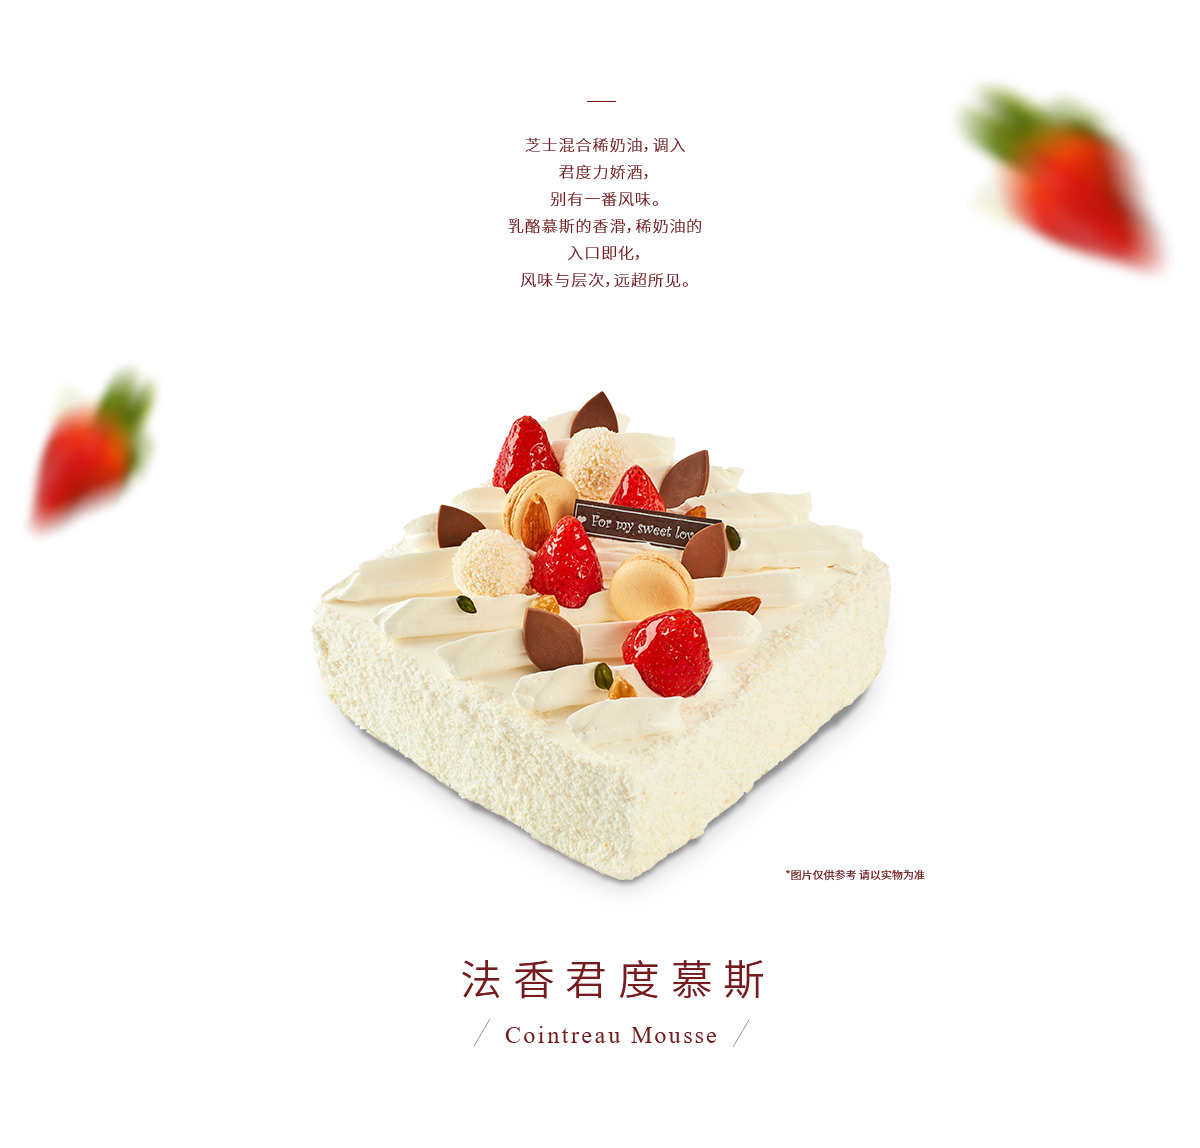 芝士混合稀奶油，调入
君度力娇酒，
别有一番风味。
乳酪慕斯的香滑，稀奶油的
入口即化，
风味与层次，远超所见。
For my sweet lov
*图片仅供参考 请以实物为准
法香君度慕斯
Cointreau Mousse